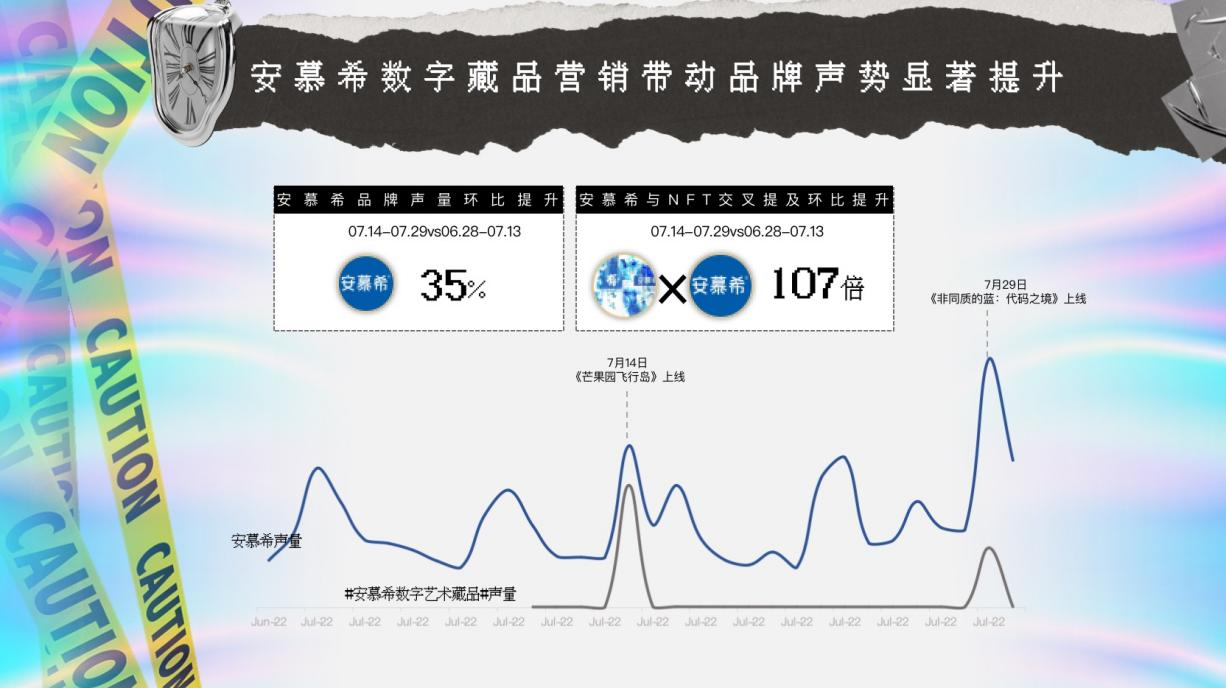 安慕希数字藏品营销带动品牌声势显著提升
安慕希品牌声量环比提升
07.14-07.29vs06.28-07.13
安慕希
35%
安慕希与NFT交叉提及环比提升
07.14-07.29vs06.28-07.13
安慕希
107倍
7月29日
《非同质的蓝：代码之境》上线
7月14日
《芒果园飞行岛》上线
安慕希声量
#安慕希数字艺术藏品#声量
Jun-22 Jul-22 Jul-22 Jul-22 Jul-22 Jul-22 Jul-22 Jul-22 Jul-22 Jul-22 Jul-22 Jul-22 Jul-22 Jul-22 Jul-22 Jul-22
CAUTION
CAUTION
CAUTION
CAUTION